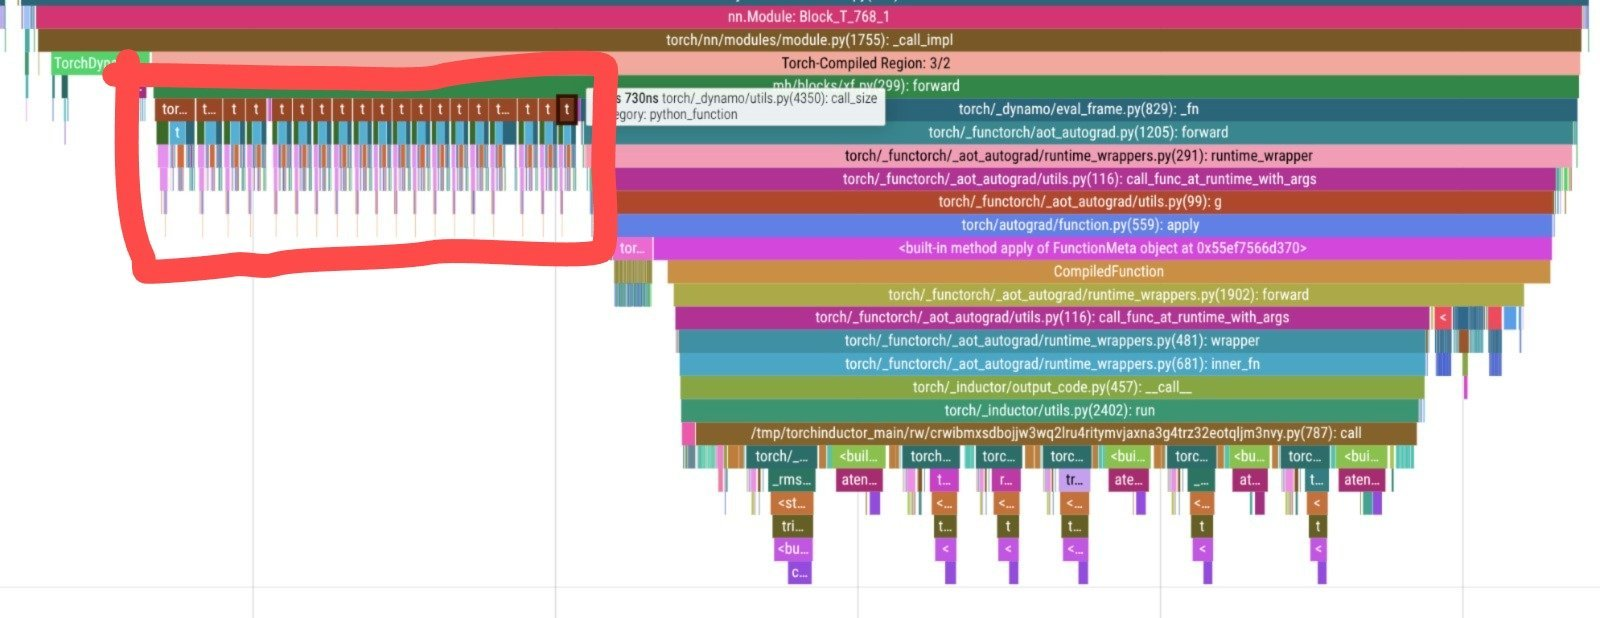 nn.Module: Block_T_768_1
torch/nn/modules/module.py(1755): _call_impl
TorchDyn
Torch-Compiled Region: 3/2
mh/blocks/xf.py(299): forward
tor... t... t t t t t t t t t t t t t... t t t
s 730ns torch/_dynamo/utils.py(4350): call_size
egory: python_function
torch/_dynamo/eval_frame.py(829): _fn
t
torch/_functorch/aot_autograd.py(1205): forward
torch/_functorch/_aot_autograd/runtime_wrappers.py(291): runtime_wrapper
torch/_functorch/_aot_autograd/utils.py(116): call_func_at_runtime_with_args
torch/_functorch/_aot_autograd/utils.py(99): g
torch/autograd/function.py(559): apply
tor... <built-in method apply of FunctionMeta object at 0x55ef7566d370>
CompiledFunction
torch/_functorch/_aot_autograd/runtime_wrappers.py(1902): forward
torch/_functorch/_aot_autograd/utils.py(116): call_func_at_runtime_with_args <
torch/_functorch/_aot_autograd/runtime_wrappers.py(481): wrapper
torch/_functorch/_aot_autograd/runtime_wrappers.py(681): inner_fn
torch/_inductor/output_code.py(457): __call__
torch/_inductor/utils.py(2402): run
/tmp/torchinductor_main/rw/crwibmxsdbojjw3wq2lru4ritymvjaxna3g4trz32eotqljm3nvy.py(787): call
torch/_... <buil... torch... torc... torc... <bui... torc... <bu... torc... <bui...
_rms... aten... t... r... tr... ate... _... at... t... aten...
<st... <... <... <... <... <
tri... t... t t... t t
<bu... < < <... < <
c...